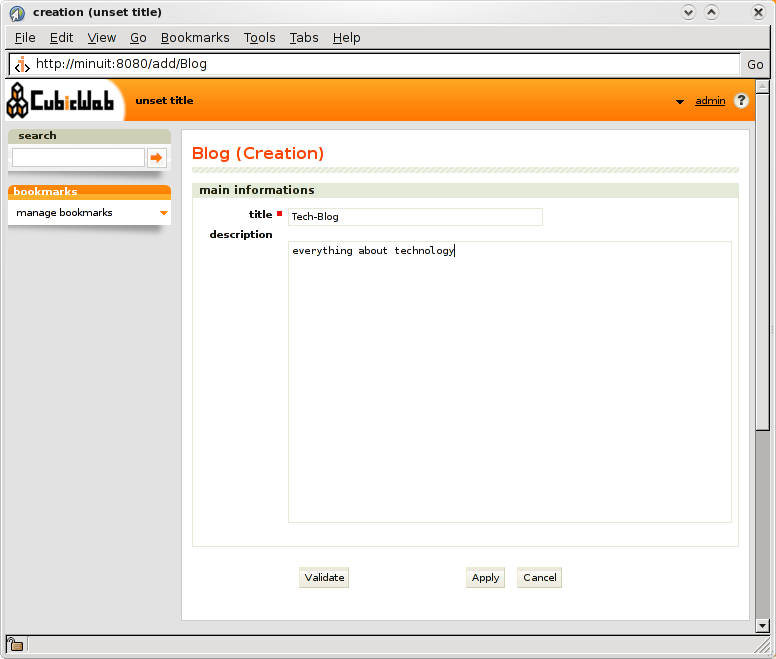 creation (unset title)
File Edit View Go Bookmarks Tools Tabs Help
http://minuit:8080/add/Blog Go
CubicWeb unset title admin ?
search
bookmarks
manage bookmarks
Blog (Creation)
main informations
title Tech-Blog
description
everything about technology
Validate Apply Cancel